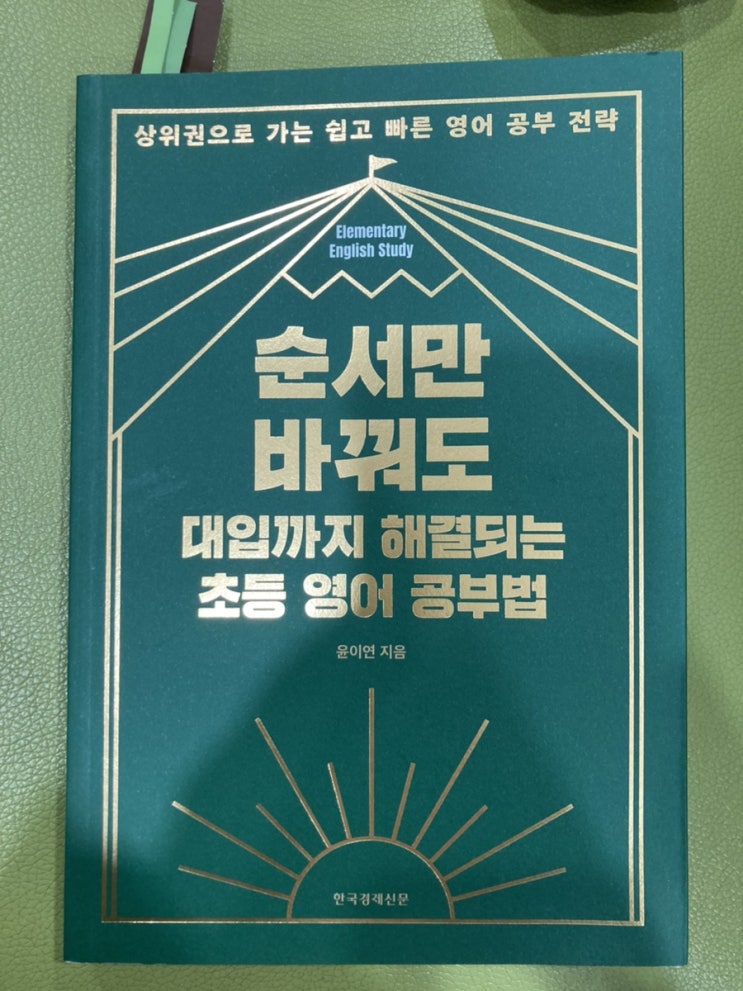 상위권으로 가는 쉽고 빠른 영어 공부 전략
Elementary
English Study
순서만
바꿔도
대입까지 해결되는
초등 영어 공부법
윤이연 지음
한국경제신문